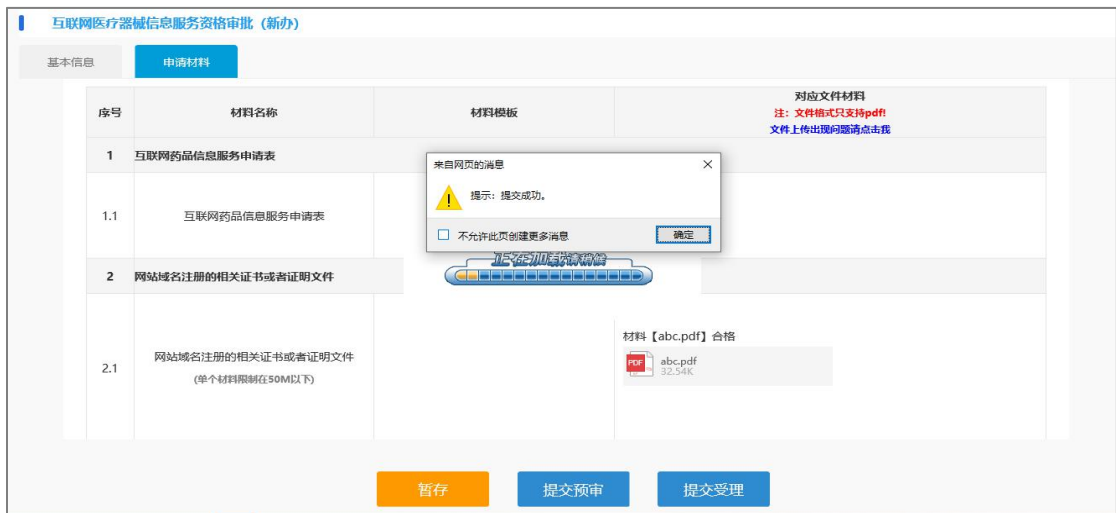 互联网医疗器械信息服务资格审批（新办）
基本信息
申请材料
序号
材料名称
材料模板
对应文件材料
注：文件格式只支持pdf!
文件上传出现问题请点击我
1 互联网药品信息服务申请表
来自网页的消息
提示：提交成功。
不允许此页创建更多消息
确定
1.1
互联网药品信息服务申请表
正在加载请稍候
2 网站域名注册的相关证书或者证明文件
2.1
网站域名注册的相关证书或者证明文件
(单个材料限制在50M以下)
材料【abc.pdf】合格
PDF
abc.pdf
32.54K
暂存
提交预审
提交受理